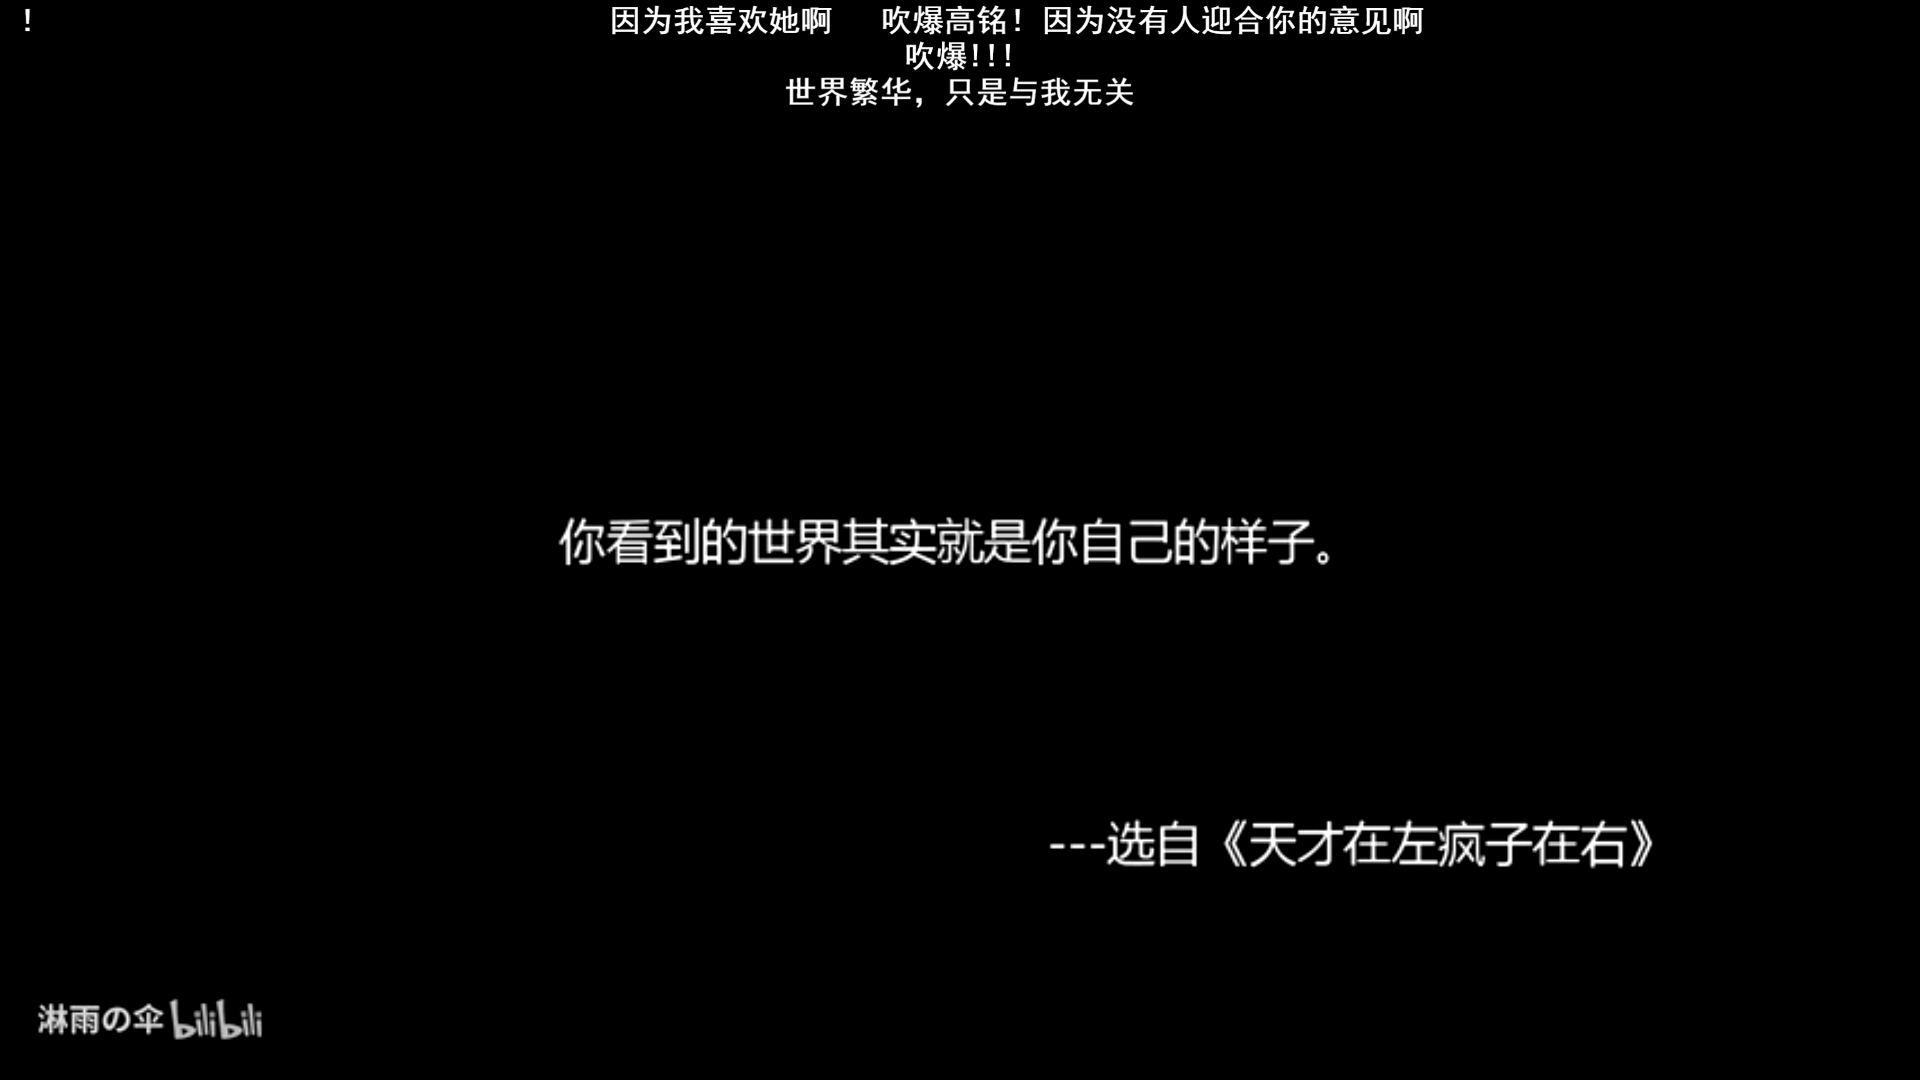 ！ 因为我喜欢她啊 吹爆高铭！ 因为没有人迎合你的意见啊
吹爆!!!
世界繁华，只是与我无关
你看到的世界其实就是你自己的样子。
---选自《天才在左疯子在右》
淋雨の伞 bilibili